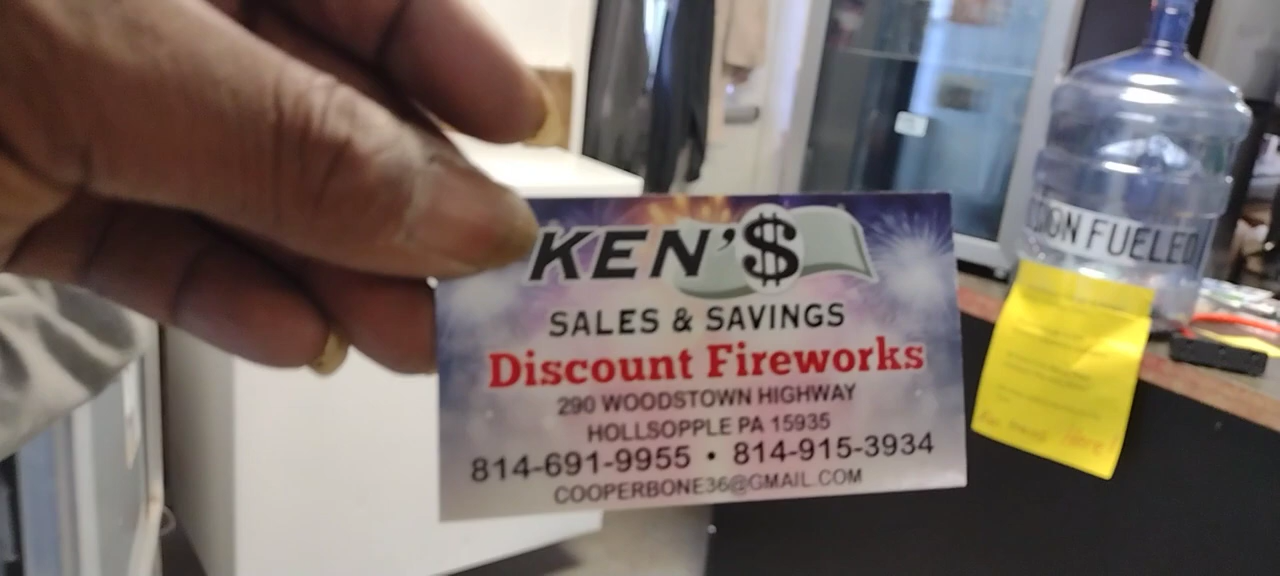 KEN'$
SALES & SAVINGS
Discount Fireworks
290 WOODSTOWN HIGHWAY
HOLLSOPPLE PA 15935
814-691-9955 • 814-915-3934
COOPERBONE36@GMAIL.COM
FUELED